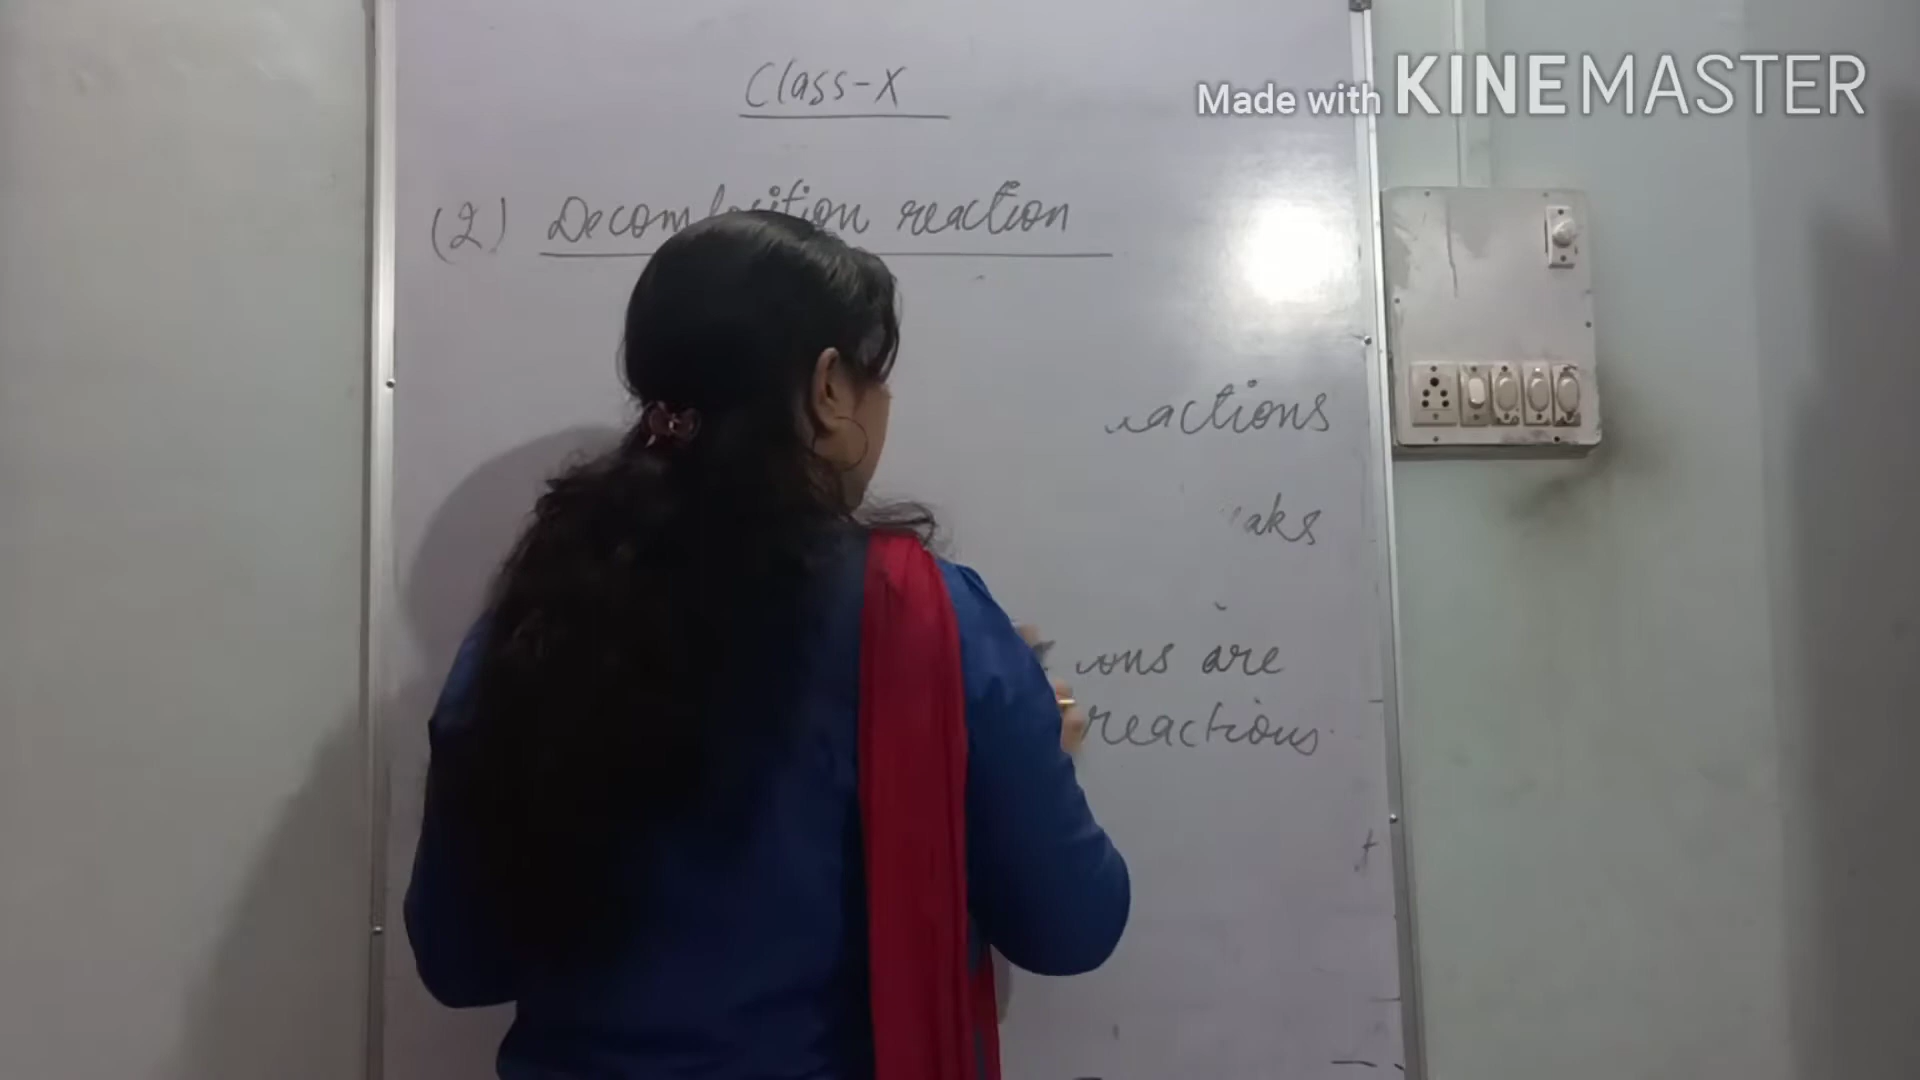 Made with KINEMASTER
Class-X
(2) Decomposition reaction
actions
aks
ons are
reactions